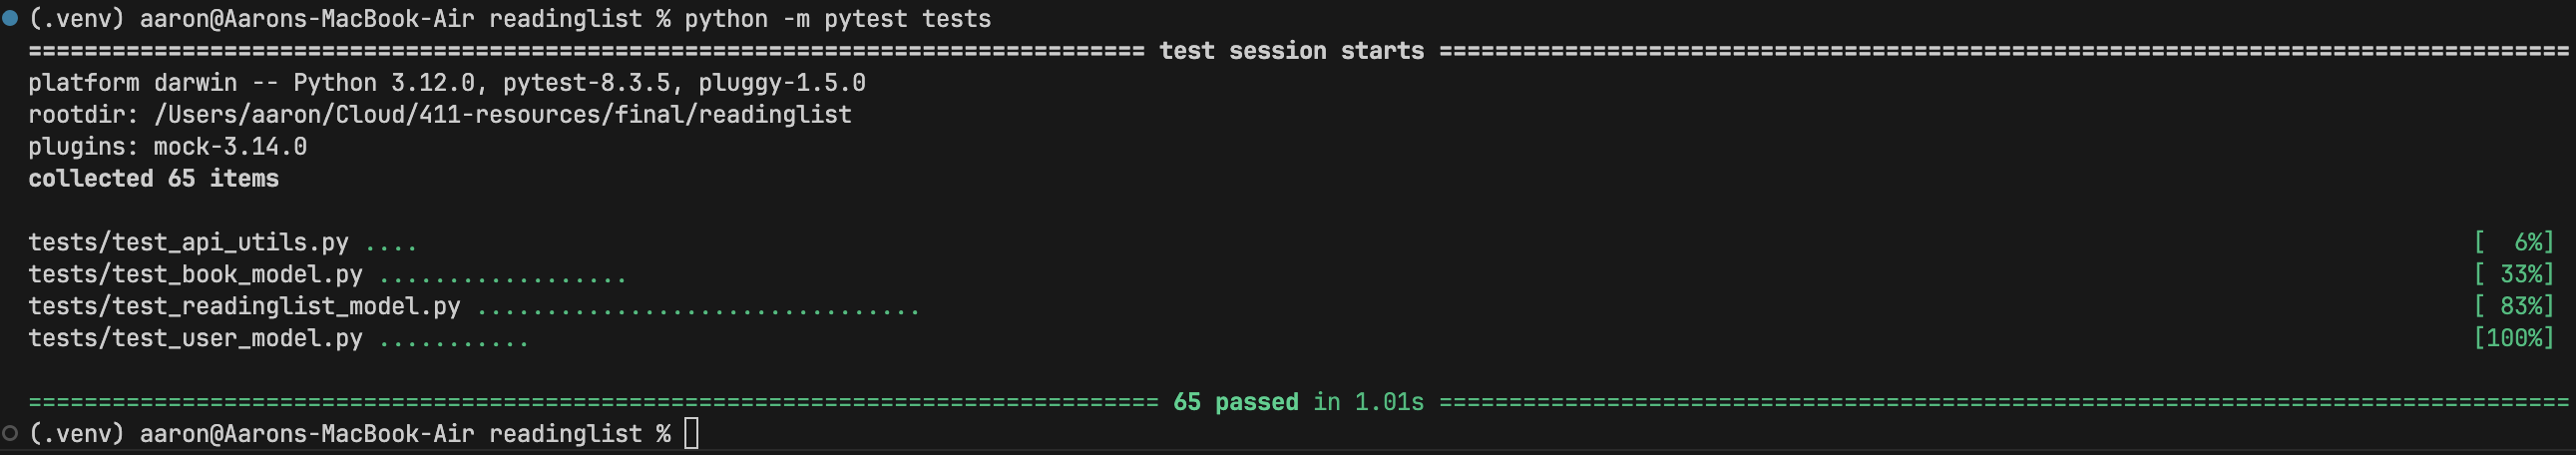 (.venv) aaron@Aarons-MacBook-Air readinglist % python -m pytest tests
================================================================================ test session starts =================================================================================
platform darwin -- Python 3.12.0, pytest-8.3.5, pluggy-1.5.0
rootdir: /Users/aaron/Cloud/411-resources/final/readinglist
plugins: mock-3.14.0
collected 65 items
tests/test_api_utils.py .... [  6%]
tests/test_book_model.py .................. [ 33%]
tests/test_readinglist_model.py ................................ [ 83%]
tests/test_user_model.py ........... [100%]
================================================================================= 65 passed in 1.01s =================================================================================
(.venv) aaron@Aarons-MacBook-Air readinglist %